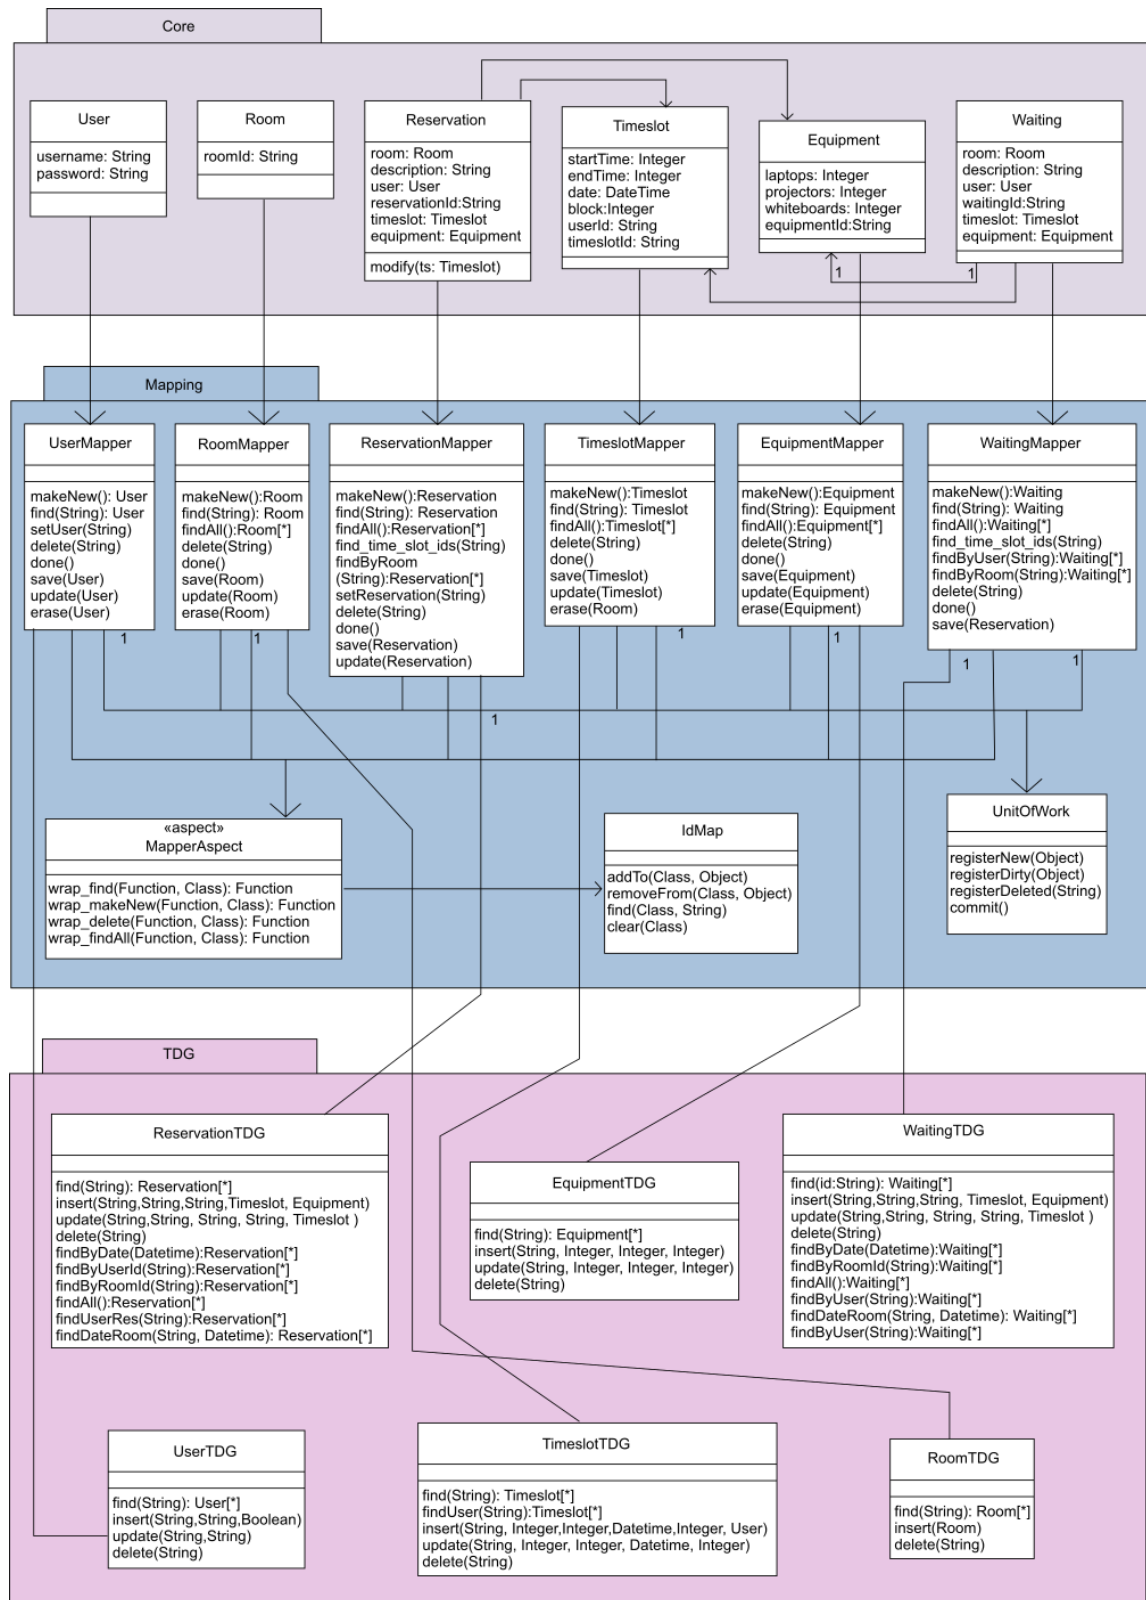 Core
User
username: String
password: String
Room
roomId: String
Reservation
room: Room
description: String
user: User
reservationId:String
timeslot: Timeslot
equipment: Equipment
modify(ts: Timeslot)
Timeslot
startTime: Integer
endTime: Integer
date: DateTime
block:Integer
userId: String
timeslotId: String
Equipment
laptops: Integer
projectors: Integer
whiteboards: Integer
equipmentId:String
Waiting
room: Room
description: String
user: User
waitingId:String
timeslot: Timeslot
equipment: Equipment
1
1
Mapping
UserMapper
makeNew(): User
find(String): User
setUser(String)
delete(String)
done()
save(User)
update(User)
erase(User)
1
RoomMapper
makeNew():Room
find(String): Room
findAll():Room[*]
delete(String)
done()
save(Room)
update(Room)
erase(Room)
1
ReservationMapper
makeNew():Reservation
find(String): Reservation
findAll():Reservation[*]
find_time_slot_ids(String)
findByRoom
(String):Reservation[*]
setReservation(String)
delete(String)
done()
save(Reservation)
update(Reservation)
1
TimeslotMapper
makeNew():Timeslot
find(String): Timeslot
findAll():Timeslot[*]
delete(String)
done()
save(Timeslot)
update(Timeslot)
erase(Room)
1
EquipmentMapper
makeNew():Equipment
find(String): Equipment
findAll():Equipment[*]
delete(String)
done()
save(Equipment)
update(Equipment)
erase(Equipment)
1
WaitingMapper
makeNew():Waiting
find(String): Waiting
findAll():Waiting[*]
find_time_slot_ids(String)
findByUser(String):Waiting[*]
findByRoom(String):Waiting[*]
delete(String)
done()
save(Reservation)
1
1
«aspect»
MapperAspect
wrap_find(Function, Class): Function
wrap_makeNew(Function, Class): Function
wrap_delete(Function, Class): Function
wrap_findAll(Function, Class): Function
IdMap
addTo(Class, Object)
removeFrom(Class, Object)
find(Class, String)
clear(Class)
UnitOfWork
registerNew(Object)
registerDirty(Object)
registerDeleted(String)
commit()
TDG
ReservationTDG
find(String): Reservation[*]
insert(String,String,String,Timeslot, Equipment)
update(String,String, String, String, Timeslot )
delete(String)
findByDate(Datetime):Reservation[*]
findByUserId(String):Reservation[*]
findByRoomId(String):Reservation[*]
findAll():Reservation[*]
findUserRes(String):Reservation[*]
findDateRoom(String, Datetime): Reservation[*]
EquipmentTDG
find(String): Equipment[*]
insert(String, Integer, Integer, Integer)
update(String, Integer, Integer, Integer)
delete(String)
WaitingTDG
find(id:String): Waiting[*]
insert(String,String,String, Timeslot, Equipment)
update(String,String, String, String, Timeslot )
delete(String)
findByDate(Datetime):Waiting[*]
findByRoomId(String):Waiting[*]
findAll():Waiting[*]
findByUser(String):Waiting[*]
findDateRoom(String, Datetime): Waiting[*]
findByUser(String):Waiting[*]
UserTDG
find(String): User[*]
insert(String,String,Boolean)
update(String,String)
delete(String)
TimeslotTDG
find(String): Timeslot[*]
findUser(String):Timeslot[*]
insert(String, Integer,Integer,Datetime,Integer, User)
update(String, Integer, Integer, Datetime, Integer)
delete(String)
RoomTDG
find(String): Room[*]
insert(Room)
delete(String)